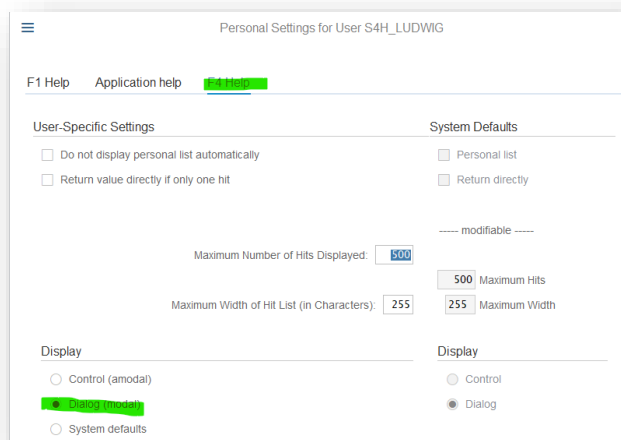 Personal Settings for User S4H_LUDWIG
F1 Help Application help F4 Help
User-Specific Settings System Defaults
Do not display personal list automatically Personal list
Return value directly if only one hit Return directly
----- modifiable -----
Maximum Number of Hits Displayed: 500
500 Maximum Hits
Maximum Width of Hit List (in Characters): 255 255 Maximum Width
Display Display
Control (amodal) Control
Dialog (modal) Dialog
System defaults